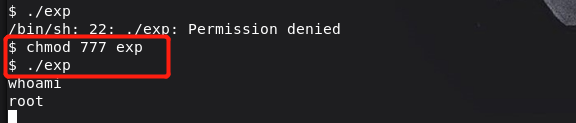 $ ./exp
/bin/sh: 22: ./exp: Permission denied
$ chmod 777 exp
$ ./exp
whoami
root